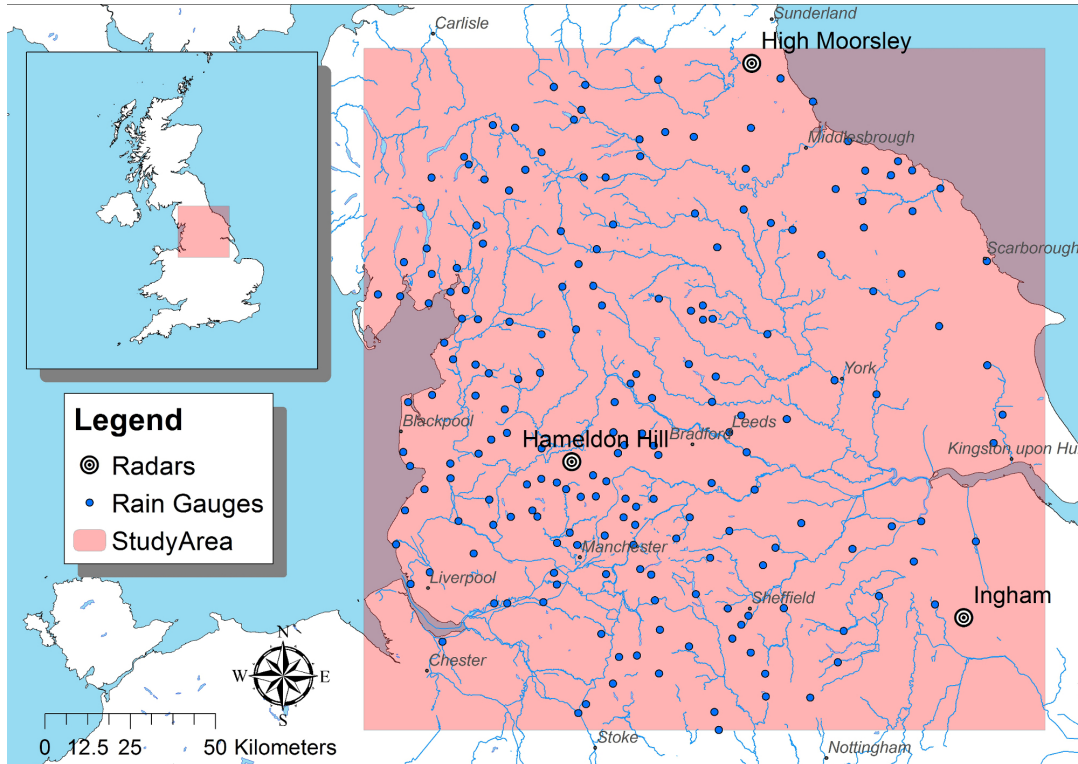 Carlisle
Sunderland
High Moorsley
Middlesbrough
Scarborough
York
Blackpool
Leeds
Hameldon Hill
Bradford
Kingston upon Hu
Legend
Radars
Rain Gauges
StudyArea
Manchester
Liverpool
Sheffield
Ingham
Chester
N
W
E
S
0 12.5 25 50 Kilometers
Stoke
Nottingham